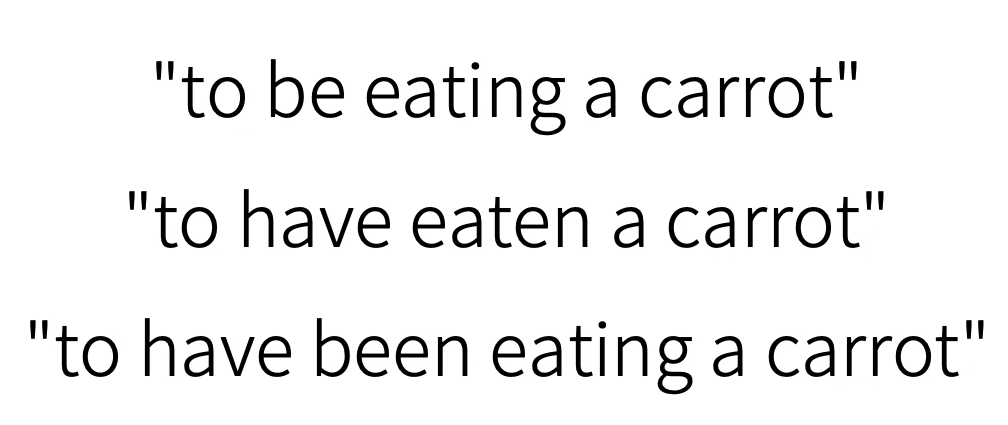 "to be eating a carrot"
"to have eaten a carrot"
"to have been eating a carrot"